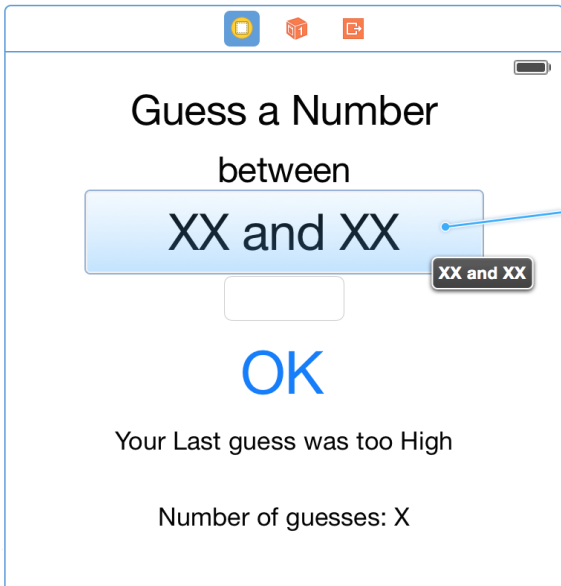 Guess a Number
between
XX and XX
XX and XX
OK
Your Last guess was too High
Number of guesses: X